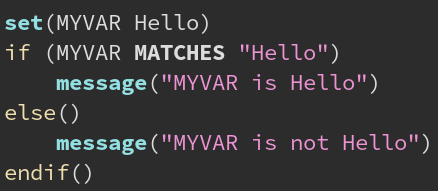 set(MYVAR Hello)
if (MYVAR MATCHES "Hello")
    message("MYVAR is Hello")
else()
    message("MYVAR is not Hello")
endif()